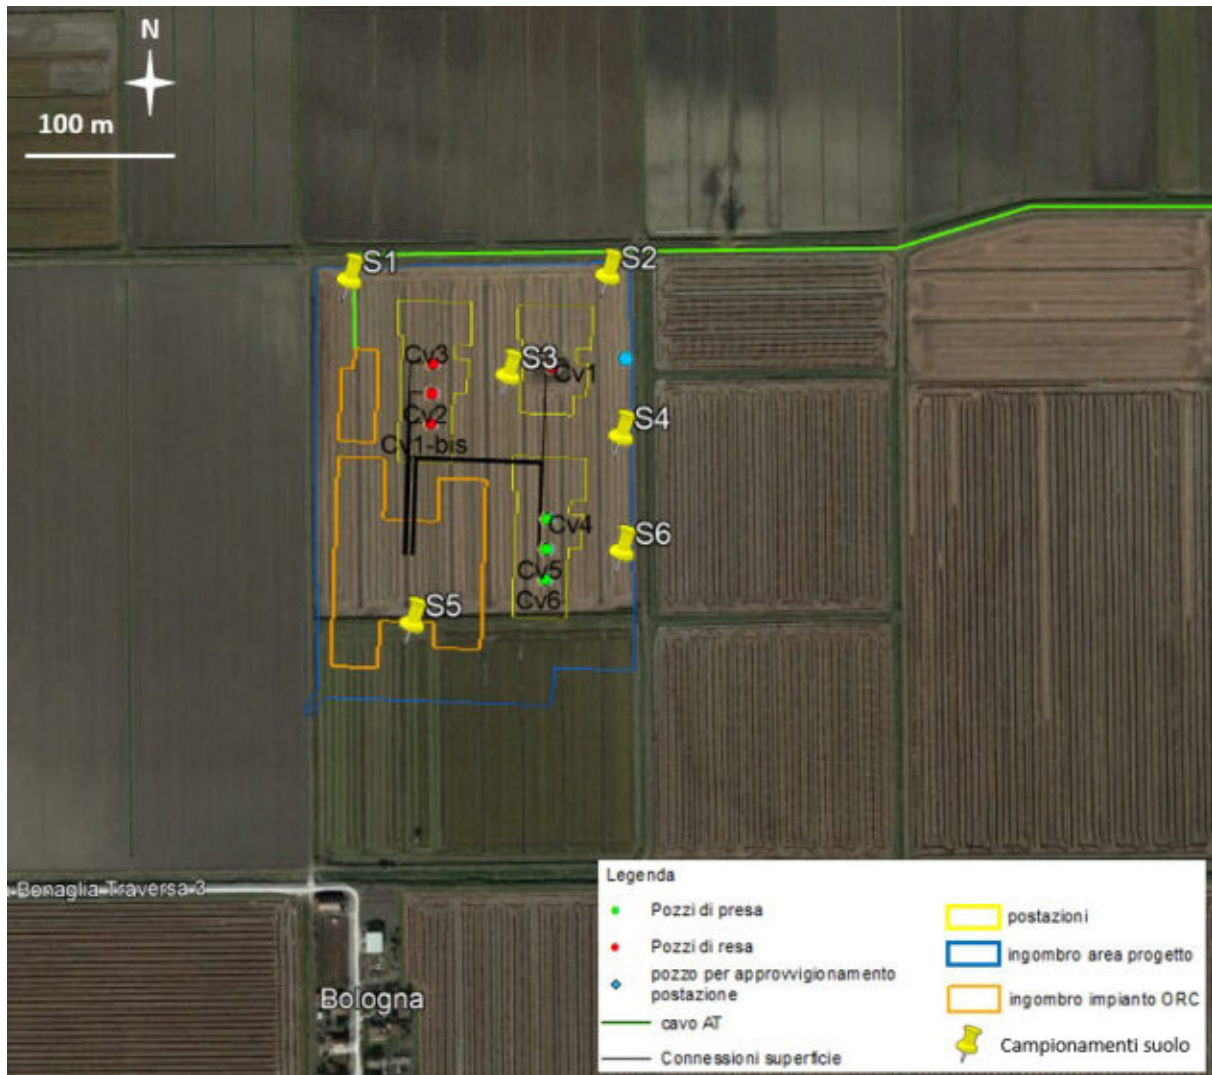 N
100 m
S1
S2
Cv3
S3
Cv1
Cv2
S4
Cv1-bis
Cv4
S6
Cv5
Cv6
S5
Benaglia Traversa 3
Bologna
Legenda
Pozzi di presa
Pozzi di resa
pozzo per approvvigionamento
postazione
cavo AT
Connessioni superficie
postazioni
ingombro area progetto
ingombro impianto ORC
Campionamenti suolo